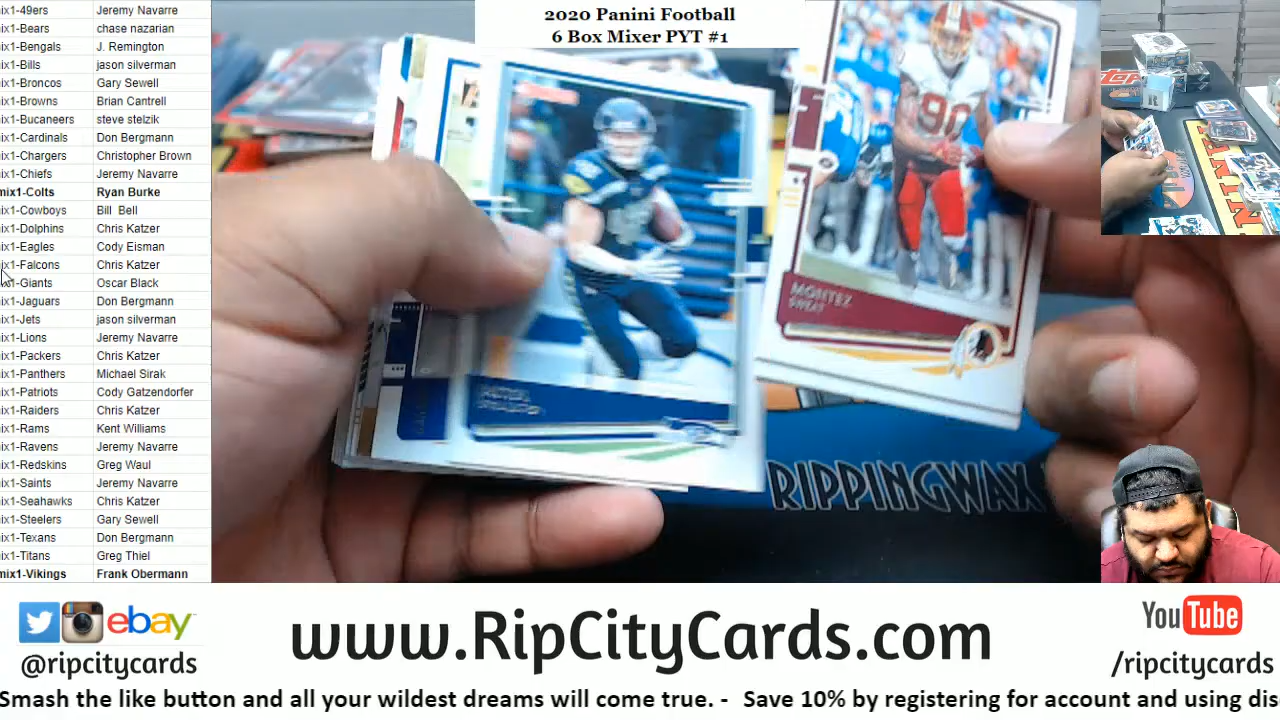 ix1-49ers Jeremy Navarre
ix1-Bears chase nazarian
ix1-Bengals J. Remington
ix1-Bills jason silverman
ix1-Broncos Gary Sewell
ix1-Browns Brian Cantrell
ix1-Bucaneers steve stelzik
ix1-Cardinals Don Bergmann
ix1-Chargers Christopher Brown
ix1-Chiefs Jeremy Navarre
mix1-Colts Ryan Burke
ix1-Cowboys Bill Bell
ix1-Dolphins Chris Katzer
ix1-Eagles Cody Eisman
ix1-Falcons Chris Katzer
ix1-Giants Oscar Black
ix1-Jaguars Don Bergmann
ix1-Jets jason silverman
ix1-Lions Jeremy Navarre
ix1-Packers Chris Katzer
ix1-Panthers Michael Sirak
ix1-Patriots Cody Gatzendorfer
ix1-Raiders Chris Katzer
ix1-Rams Kent Williams
ix1-Ravens Jeremy Navarre
ix1-Redskins Greg Waul
ix1-Saints Jeremy Navarre
ix1-Seahawks Chris Katzer
ix1-Steelers Gary Sewell
ix1-Texans Don Bergmann
ix1-Titans Greg Thiel
mix1-Vikings Frank Obermann
2020 Panini Football
6 Box Mixer PYT #1
90
MONTEZ
SWEAT
RIPPINGWAX
TOPPS
ebay
@ripcitycards
www.RipCityCards.com
YouTube
/ripcitycards
Smash the like button and all your wildest dreams will come true. - Save 10% by registering for account and using dis